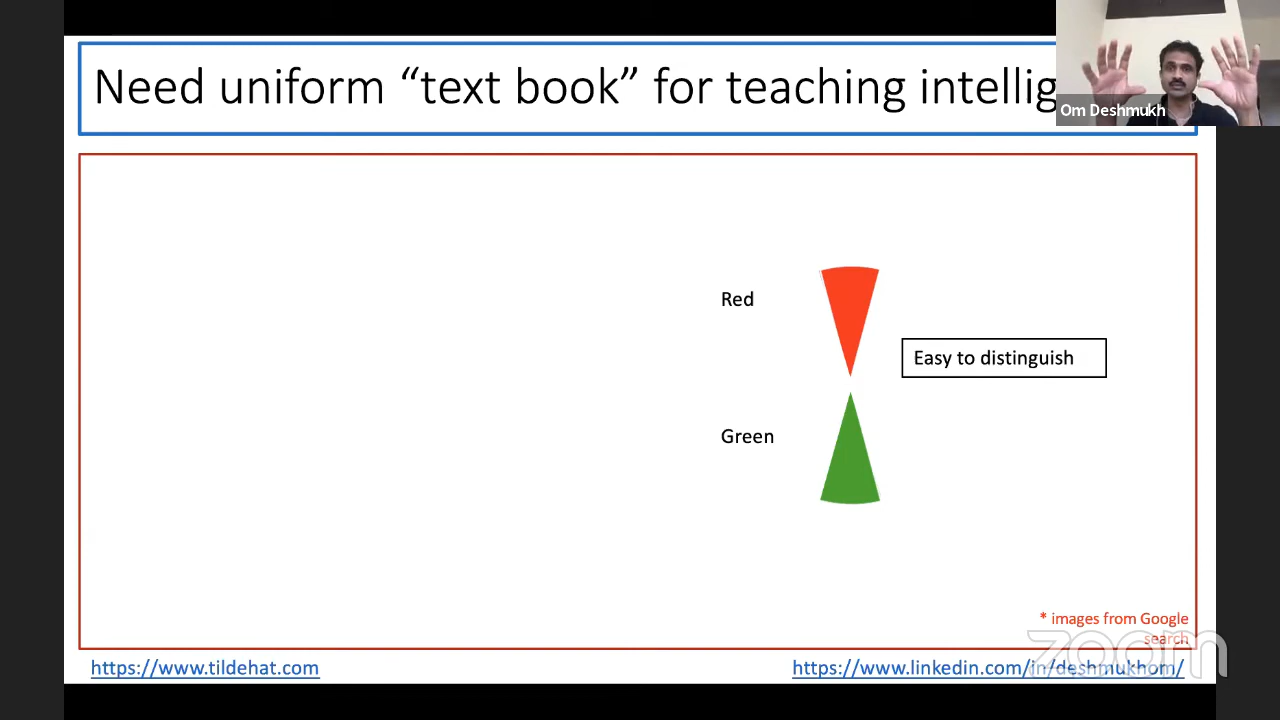 Need uniform “text book” for teaching intellig
Om Deshmukh
Red
Easy to distinguish
Green
* images from Google
search
zoom
https://www.tildehat.com
https://www.linkedin.com/in/deshmukhom/